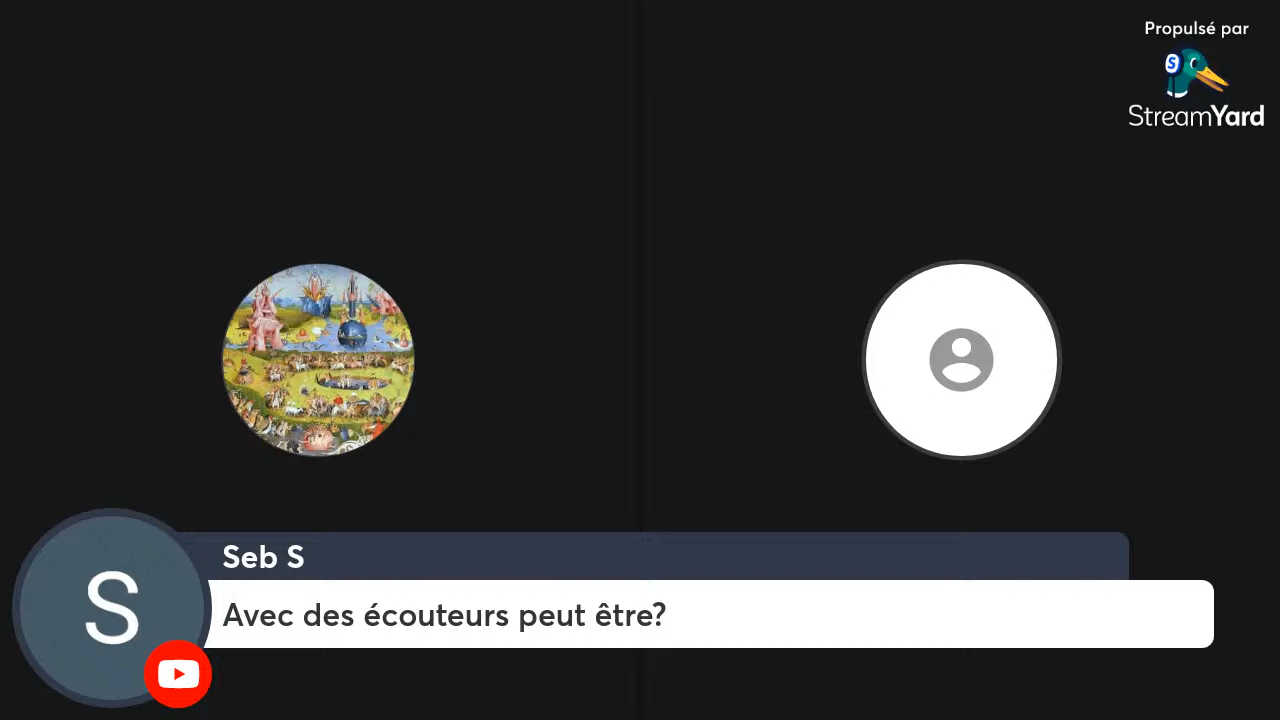 Propulsé par
S
StreamYard
Seb S
S
Avec des écouteurs peut être?